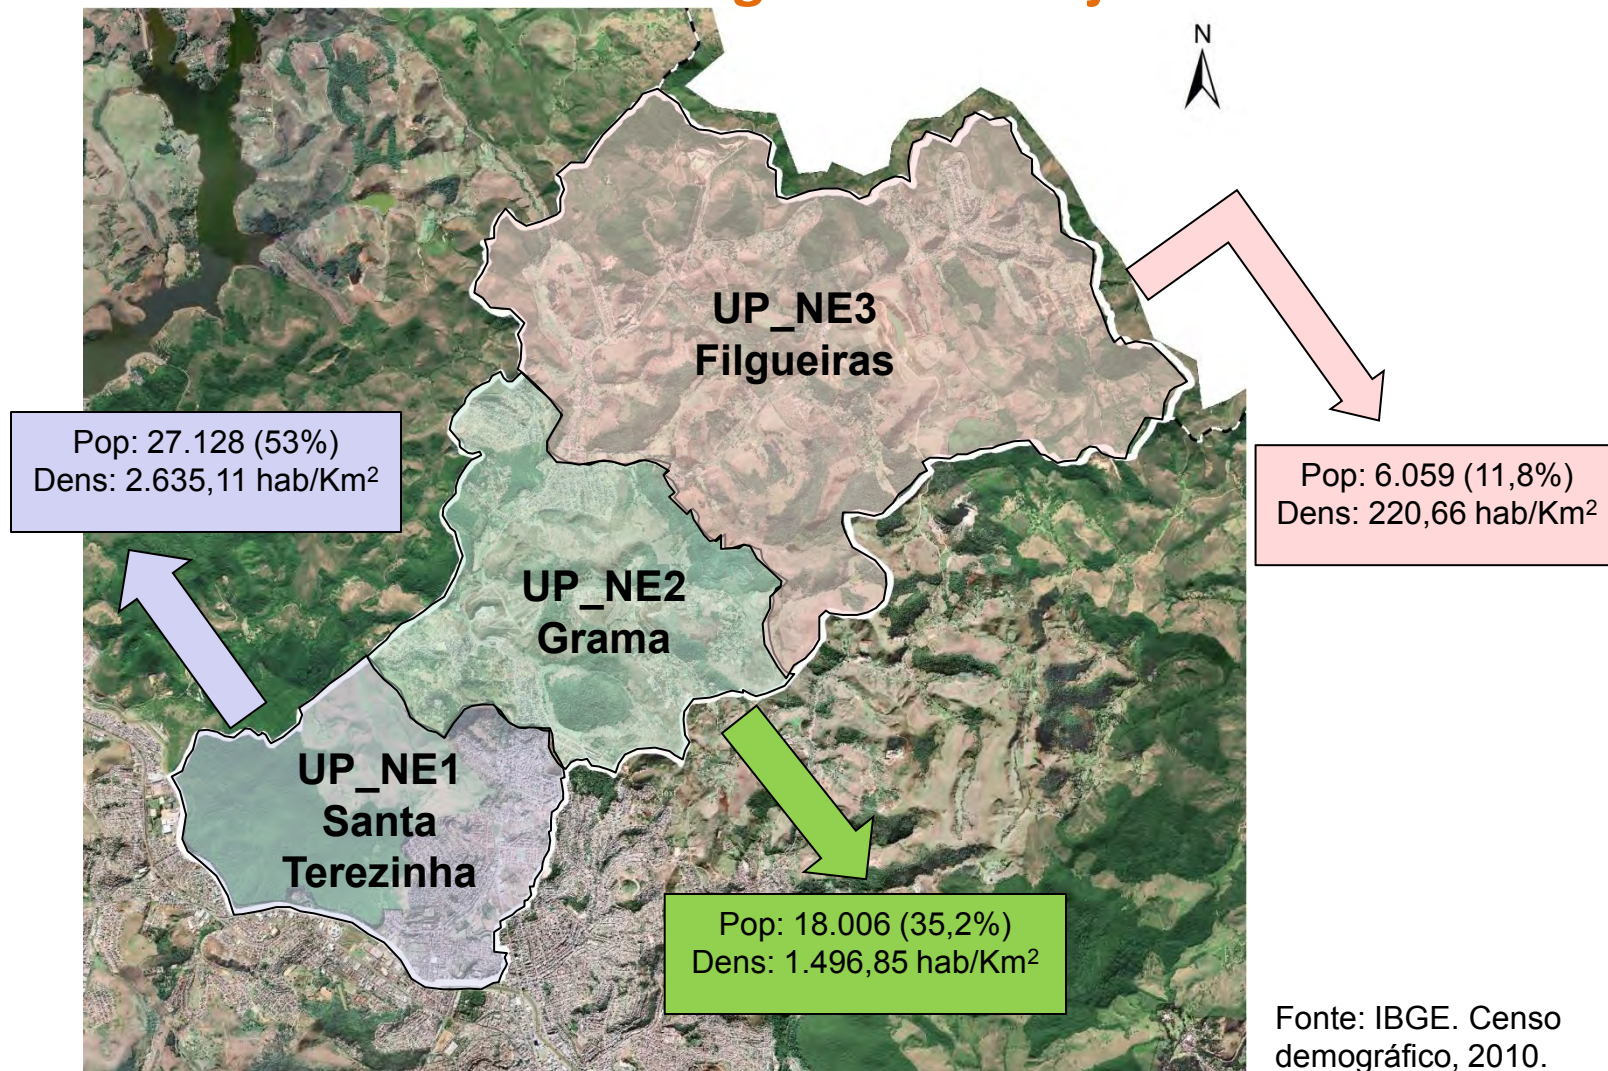 N
UP_NE3
Filgueiras
Pop: 27.128 (53%)
Dens: 2.635,11 hab/Km²
Pop: 6.059 (11,8%)
Dens: 220,66 hab/Km²
UP_NE2
Grama
UP_NE1
Santa
Terezinha
Pop: 18.006 (35,2%)
Dens: 1.496,85 hab/Km²
Fonte: IBGE. Censo
demográfico, 2010.